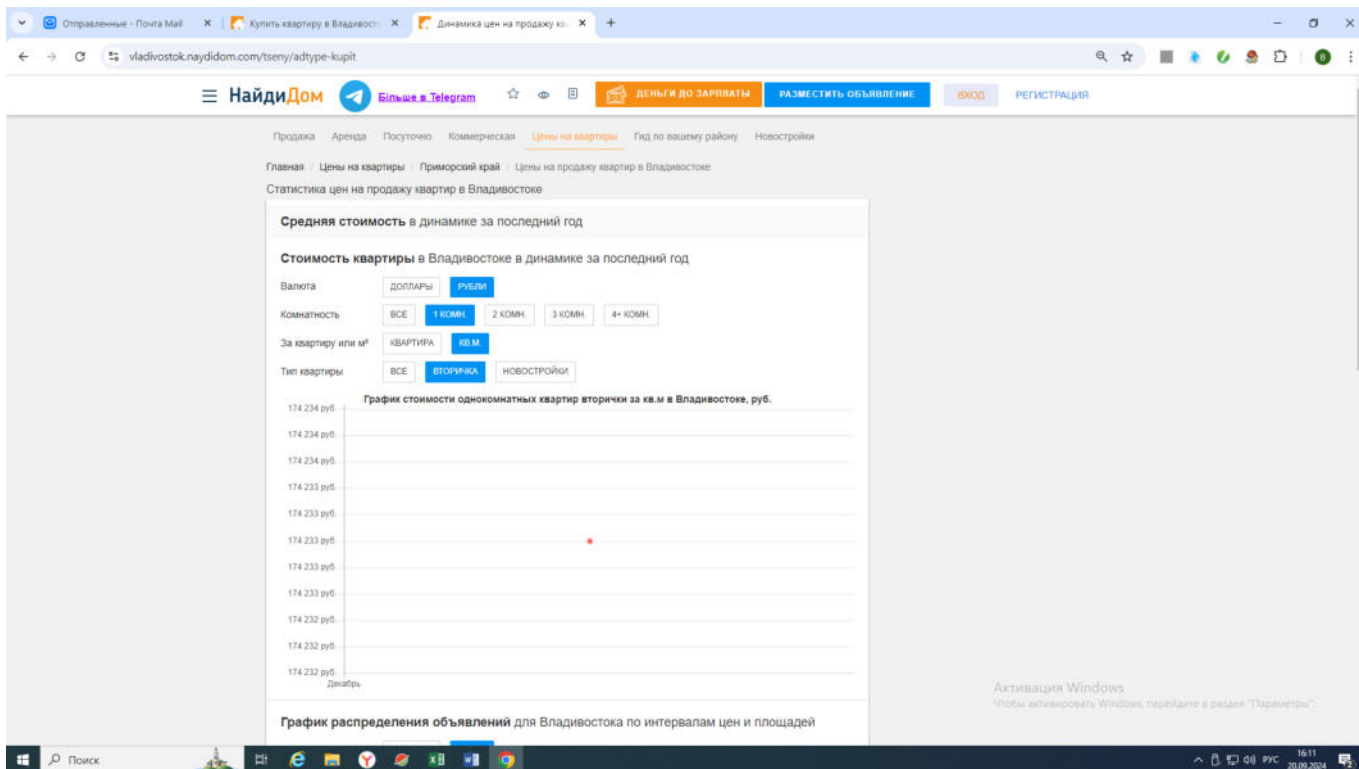 Отправленные - Почта Mail
Купить квартиру в Владивост
Динамика цен на продажу кв
vladivostok.naydidom.com/tseny/adtype-kupit
НайдиДом
Більше в Telegram
ДЕНЬГИ ДО ЗАРПЛАТЫ
РАЗМЕСТИТЬ ОБЪЯВЛЕНИЕ
ВХОД
РЕГИСТРАЦИЯ
Продажа Аренда Посуточно Коммерческая Цены на квартиры Гид по вашему району Новостройки
Главная / Цены на квартиры / Приморский край / Цены на продажу квартир в Владивостоке
Статистика цен на продажу квартир в Владивостоке
Средняя стоимость в динамике за последний год
Стоимость квартиры в Владивостоке в динамике за последний год
Валюта ДОЛЛАРЫ РУБЛИ
Комнатность ВСЕ 1 КОМН. 2 КОМН. 3 КОМН. 4+ КОМН.
За квартиру или м² КВАРТИРА КВ.М.
Тип квартиры ВСЕ ВТОРИЧКА НОВОСТРОЙКИ
График стоимости однокомнатных квартир вторички за кв.м в Владивостоке, руб.
174 234 руб.
174 234 руб.
174 234 руб.
174 233 руб.
174 233 руб.
174 233 руб.
174 233 руб.
174 233 руб.
174 232 руб.
174 232 руб.
174 232 руб.
Декабрь
График распределения объявлений для Владивостока по интервалам цен и площадей
Активация Windows
Чтобы активировать Windows, перейдите в раздел "Параметры".
Поиск
РУС
16:11
20.09.2024